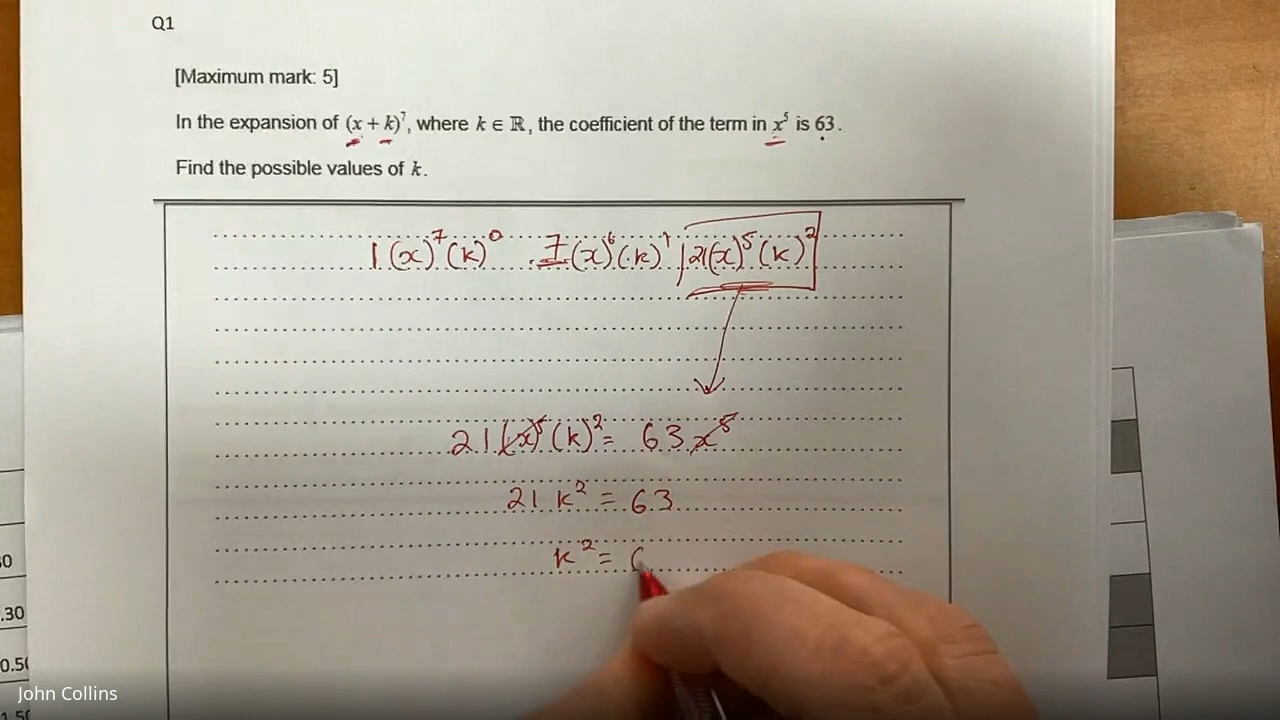 Q1
[Maximum mark: 5]
In the expansion of (x + k)⁷, where k ∈ ℝ, the coefficient of the term in x⁵ is 63.
Find the possible values of k.
1(x)⁷(k)⁰ 7(x)⁶(k)¹ 21(x)⁵(k)²
21(x)⁵(k)² = 63x⁵
21k² = 63
k² =
.30
John Collins